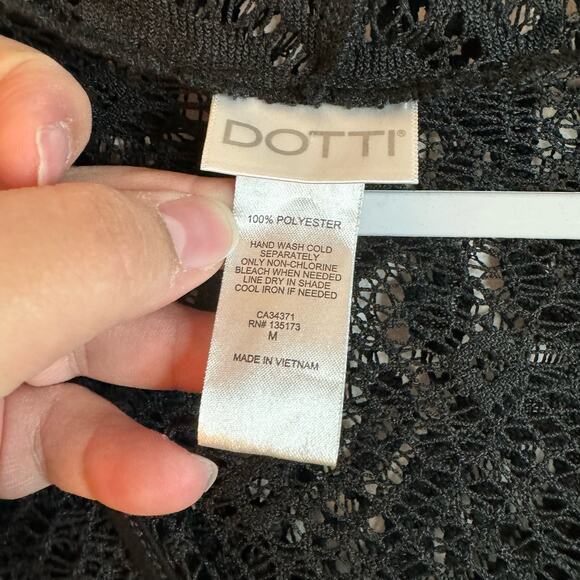 DOTTI®
100% POLYESTER
HAND WASH COLD
SEPARATELY
ONLY NON-CHLORINE
BLEACH WHEN NEEDED
LINE DRY IN SHADE
COOL IRON IF NEEDED
CA34371
RN# 135173
M
MADE IN VIETNAM